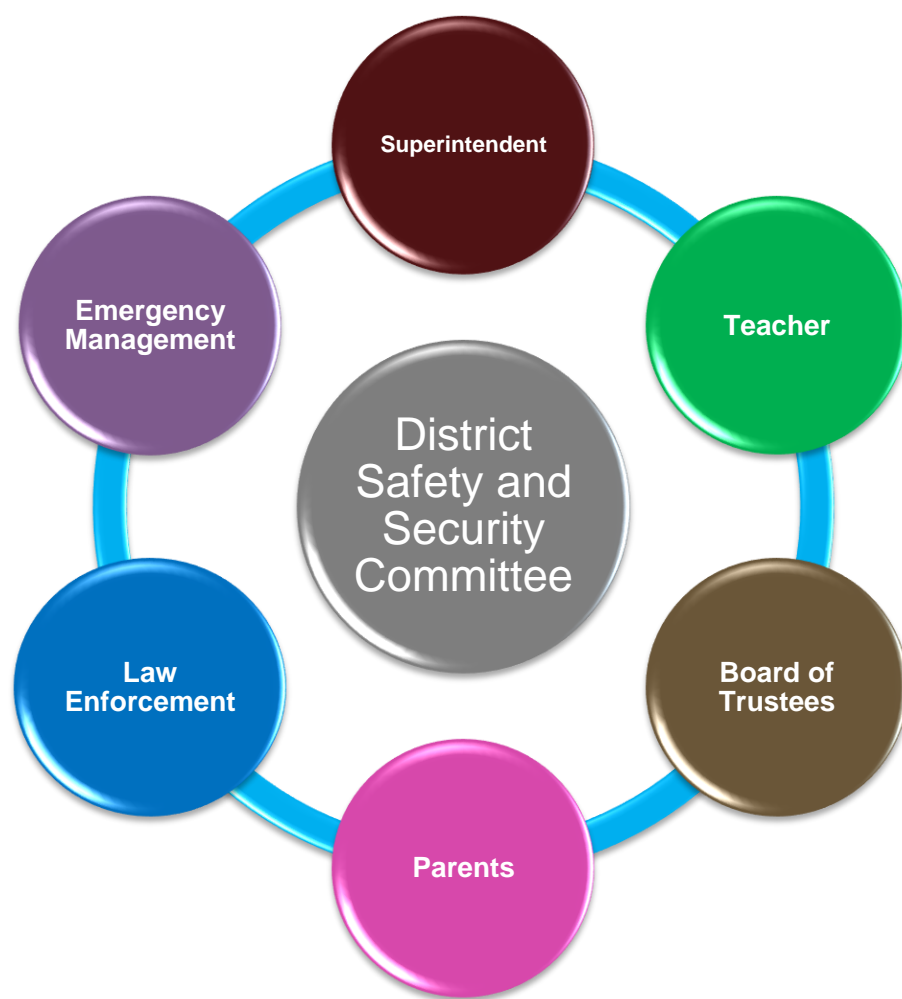 Superintendent
Teacher
Emergency
Management
District
Safety and
Security
Committee
Law
Enforcement
Board of
Trustees
Parents